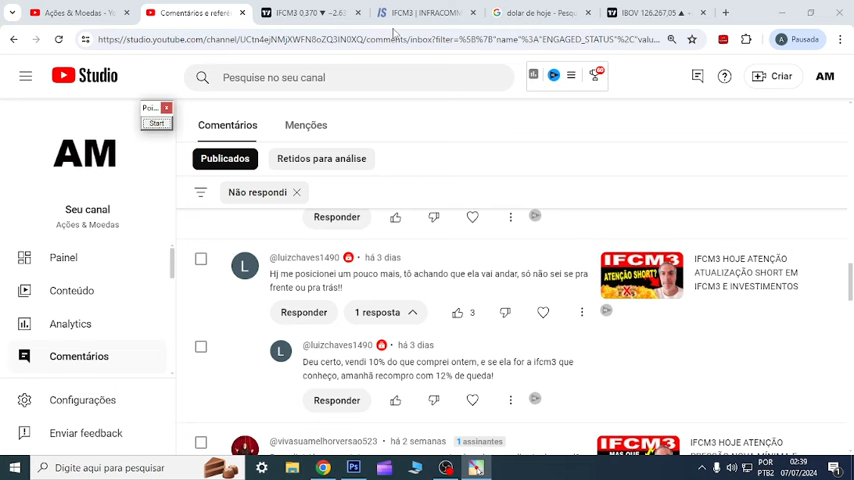 Ações & Moedas - Yo
Comentários e referê
IFCM3 0,370 ▼ −2.63
IFCM3 | INFRACOMM
dolar de hoje - Pesqu
IBOV 126.267,05 ▲
https://studio.youtube.com/channel/UCtn4ejNMjXWFN8oZQ3IN0XQ/comments/inbox?filter=%5B%7B"name"%3A"ENGAGED_STATUS"%2C"valu...
A Pausada
Studio
Pesquise no seu canal
Criar
AM
Poi... x
Start
Comentários Menções
AM
Publicados Retidos para análise
Não respondi
Seu canal
Ações & Moedas
Painel
Conteúdo
Analytics
Comentários
Configurações
Enviar feedback
Responder
@luizchaves1490 há 3 dias
L
Hj me posicionei um pouco mais, tô achando que ela vai andar, só não sei se pra
frente ou pra trás!!
Responder 1 resposta 3
IFCM3
ATENÇÃO
SHORT?
IFCM3 HOJE ATENÇÃO
ATUALIZAÇÃO SHORT EM
IFCM3 E INVESTIMENTOS
@luizchaves1490 • há 3 dias
L
Deu certo, vendi 10% do que comprei ontem, e se ela for a ifcm3 que
conheço, amanhã recompro com 12% de queda!
Responder
@vivasuamelhorversao523 • há 2 semanas 1 assinantes
IFCM3
MAS QUE
IFCM3 HOJE ATENÇÃO
Digite aqui para pesquisar
Ps
POR
PTB2
02:39
07/07/2024